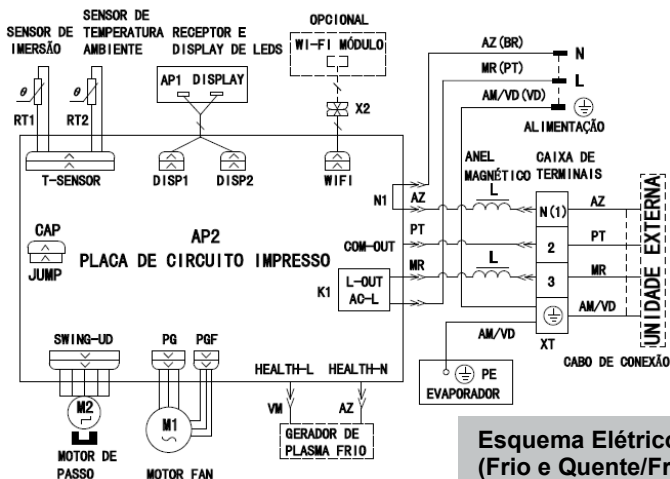 SENSOR DE
IMERSÃO
SENSOR DE
TEMPERATURA
AMBIENTE
RECEPTOR E
DISPLAY DE LEDS
OPCIONAL
WI-FI MÓDULO
AP1 DISPLAY
θ
RT1
θ
RT2
X2
AZ(BR)
N
MR(PT)
L
AM/VD(VD)
ALIMENTAÇÃO
T-SENSOR
DISP1
DISP2
WIFI
ANEL
MAGNÉTICO
CAIXA DE
TERMINAIS
N1
AZ
L
N(1)
AZ
CAP
JUMP
AP2
PLACA DE CIRCUITO IMPRESSO
COM-OUT
PT
2
PT
K1
L-OUT
AC-L
MR
L
3
MR
AM/VD
XT
UNIDADE EXTERNA
CABO DE CONEXÃO
AM/VD
PE
EVAPORADOR
SWING-UD
PG
PGF
HEALTH-L
HEALTH-N
VM
AZ
M2
M1
GERADOR DE
PLASMA FRIO
MOTOR DE
PASSO
MOTOR FAN
Esquema Elétrico
(Frio e Quente/Fr